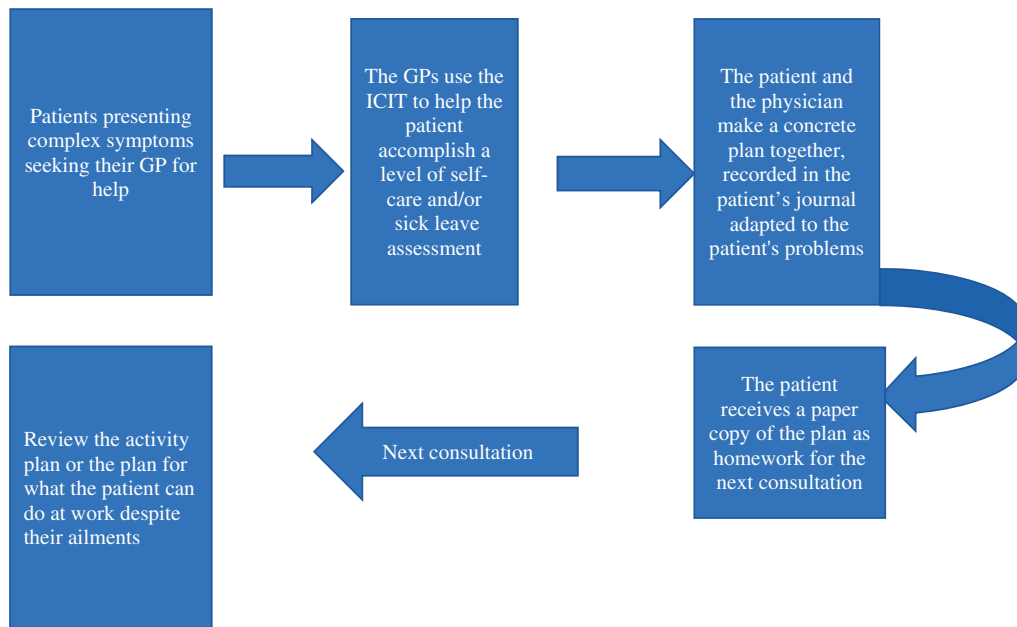 Patients presenting
complex symptoms
seeking their GP for
help
The GPs use the
ICIT to help the
patient
accomplish a
level of self-
care and/or
sick leave
assessment
The patient and
the physician
make a concrete
plan together,
recorded in the
patient’s journal
adapted to the
patient's problems
The patient
receives a paper
copy of the plan as
homework for the
next consultation
Next consultation
Review the activity
plan or the plan for
what the patient can
do at work despite
their ailments